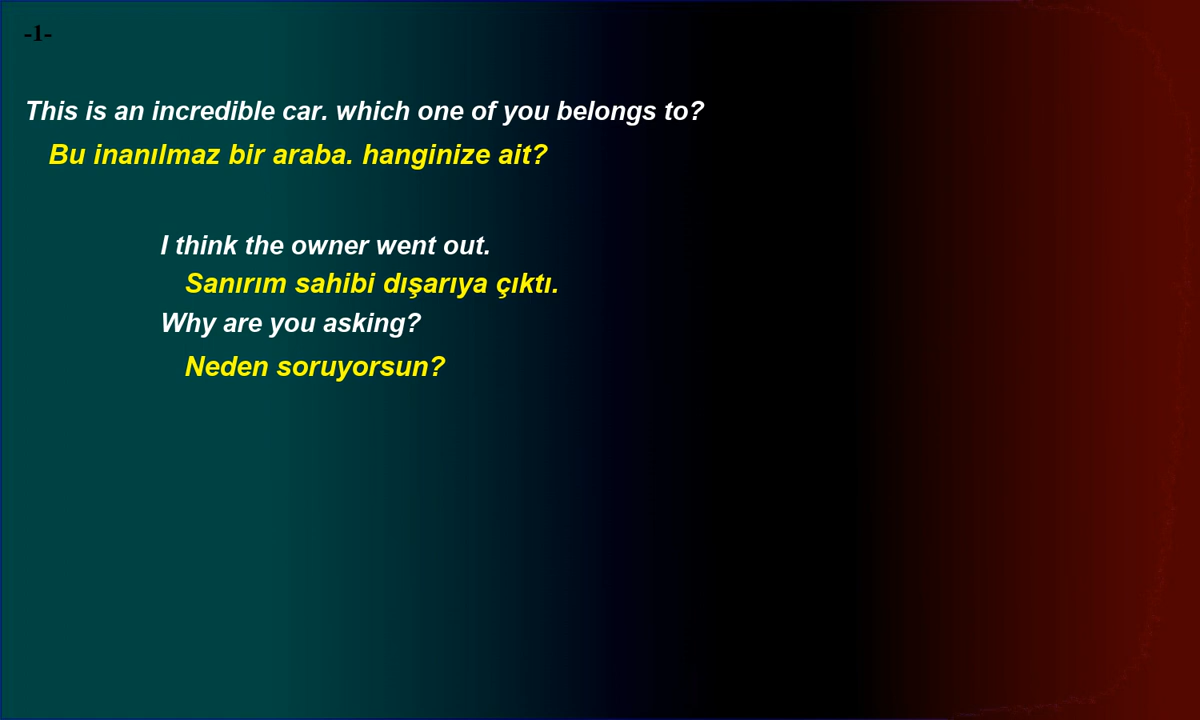 -1-
This is an incredible car. which one of you belongs to?
Bu inanılmaz bir araba. hanginize ait?
I think the owner went out.
Sanırım sahibi dışarıya çıktı.
Why are you asking?
Neden soruyorsun?